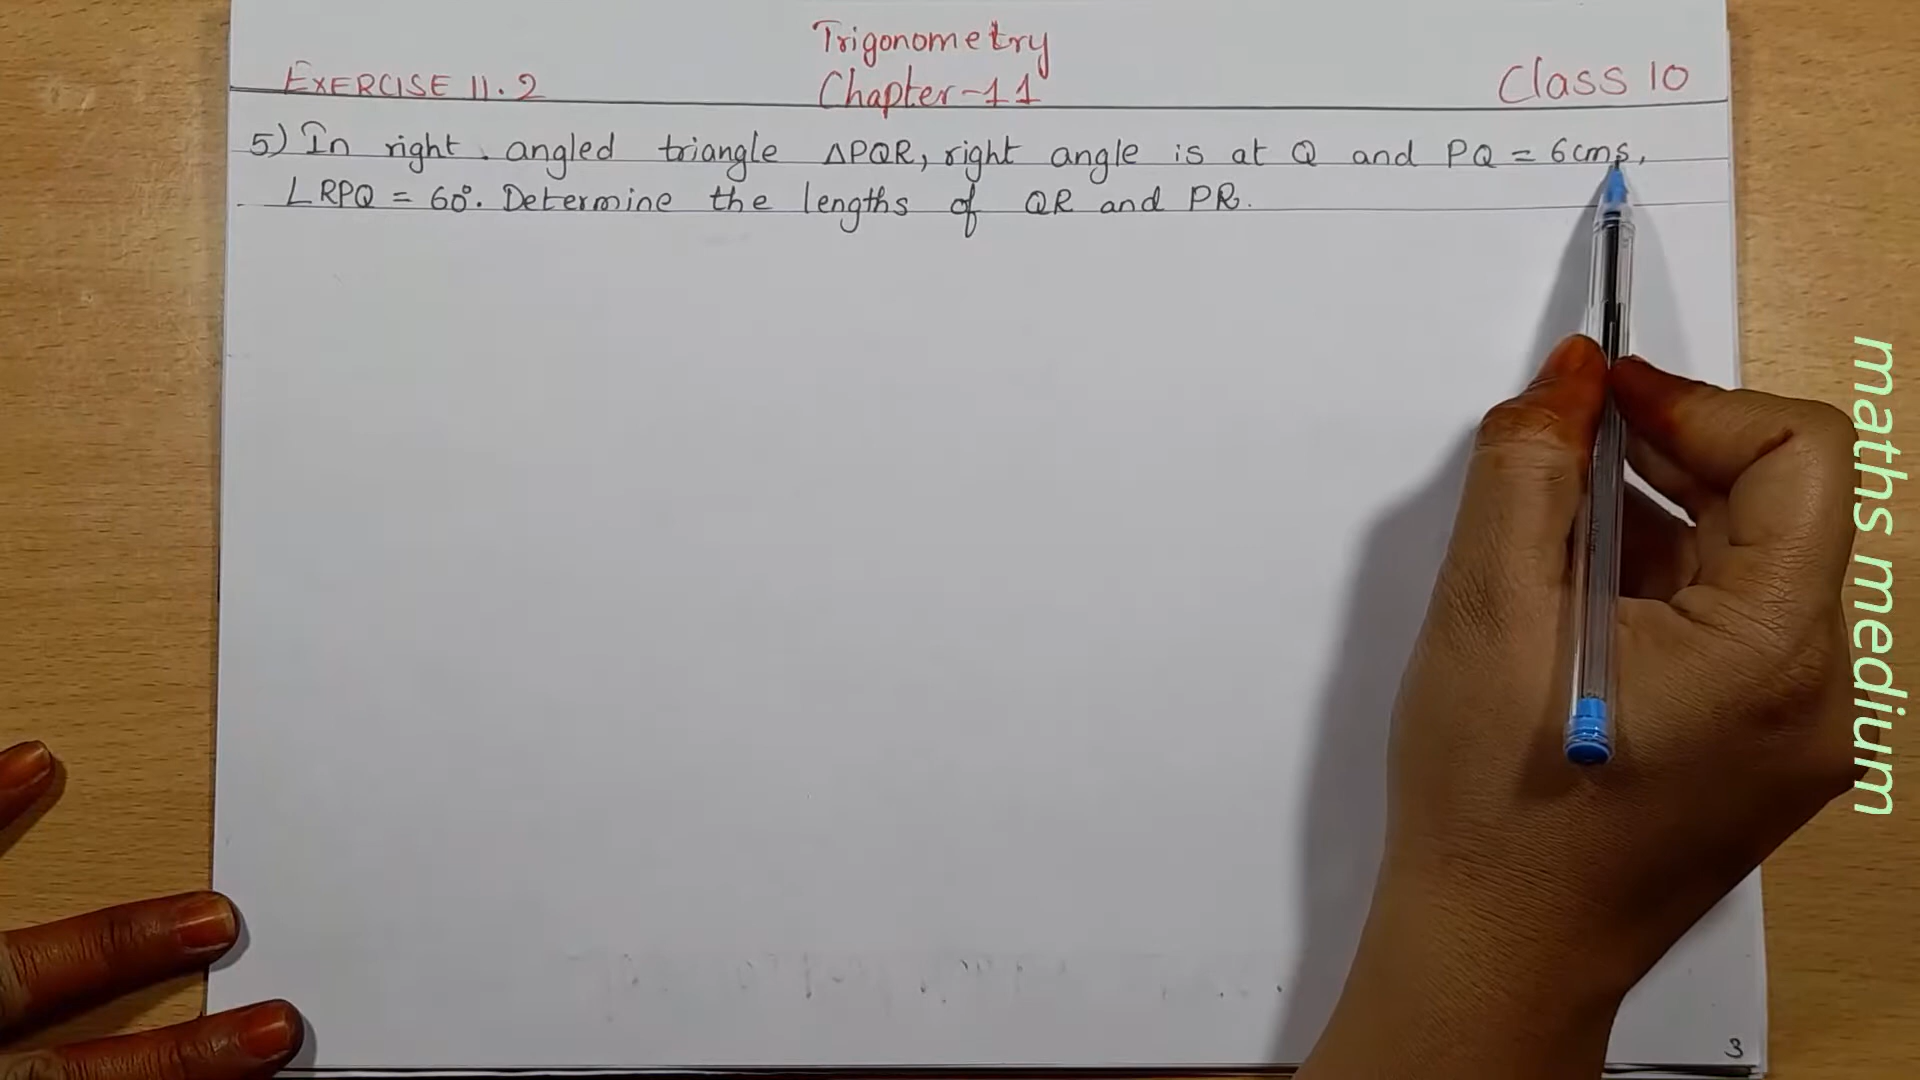 Trigonometry
EXERCISE 11.2 Chapter-11 Class 10
5) In right angled triangle ΔPQR, right angle is at Q and PQ = 6cms,
∠RPQ = 60°. Determine the lengths of QR and PR.
maths medium
3